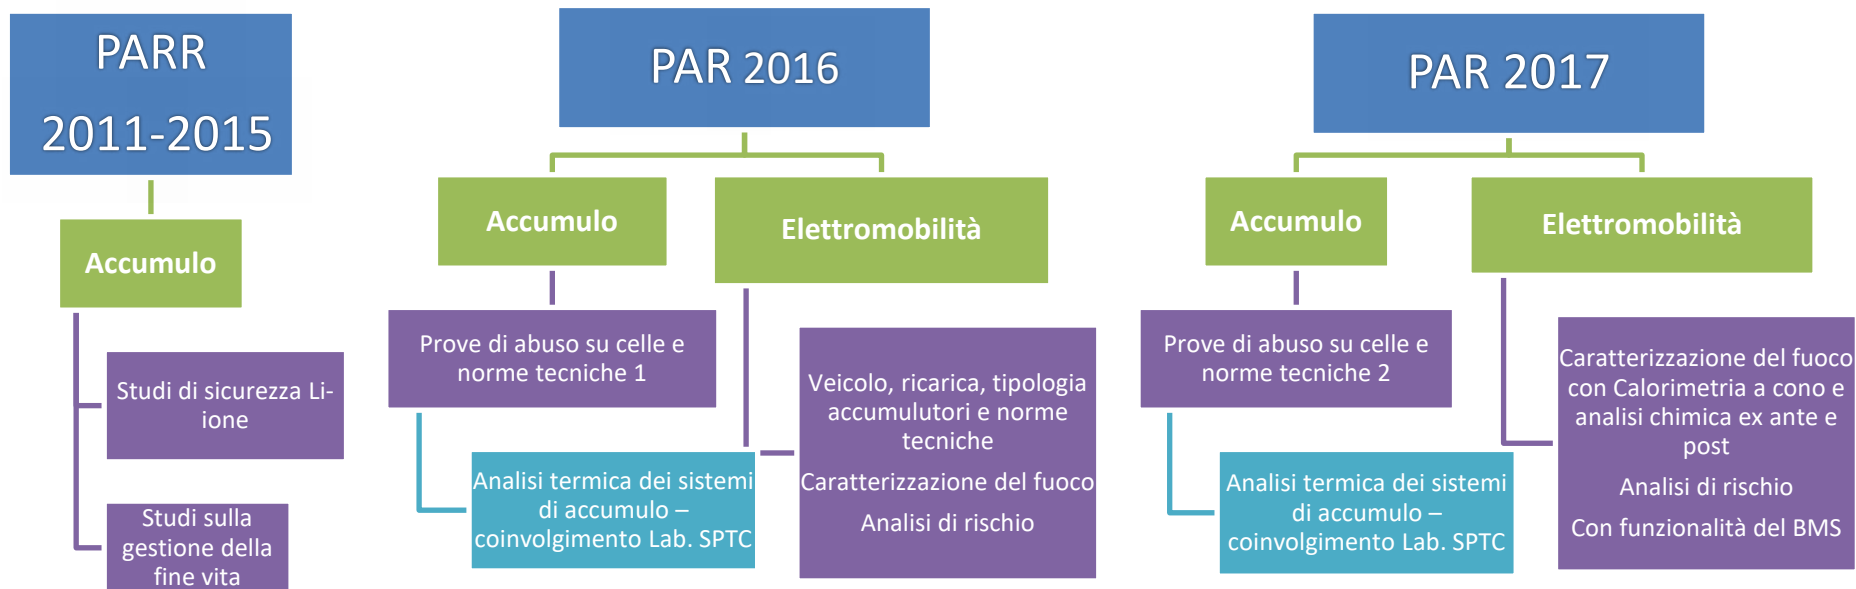 PARR
2011-2015
Accumulo
Studi di sicurezza Li-
ione
Studi sulla
gestione della
fine vita
PAR 2016
Accumulo
Elettromobilità
Prove di abuso su celle e
norme tecniche 1
Analisi termica dei sistemi
di accumulo –
coinvolgimento Lab. SPTC
Veicolo, ricarica, tipologia
accumulutori e norme
tecniche
Caratterizzazione del fuoco
Analisi di rischio
PAR 2017
Accumulo
Elettromobilità
Prove di abuso su celle e
norme tecniche 2
Analisi termica dei sistemi
di accumulo –
coinvolgimento Lab. SPTC
Caratterizzazione del fuoco
con Calorimetria a cono e
analisi chimica ex ante e
post
Analisi di rischio
Con funzionalità del BMS